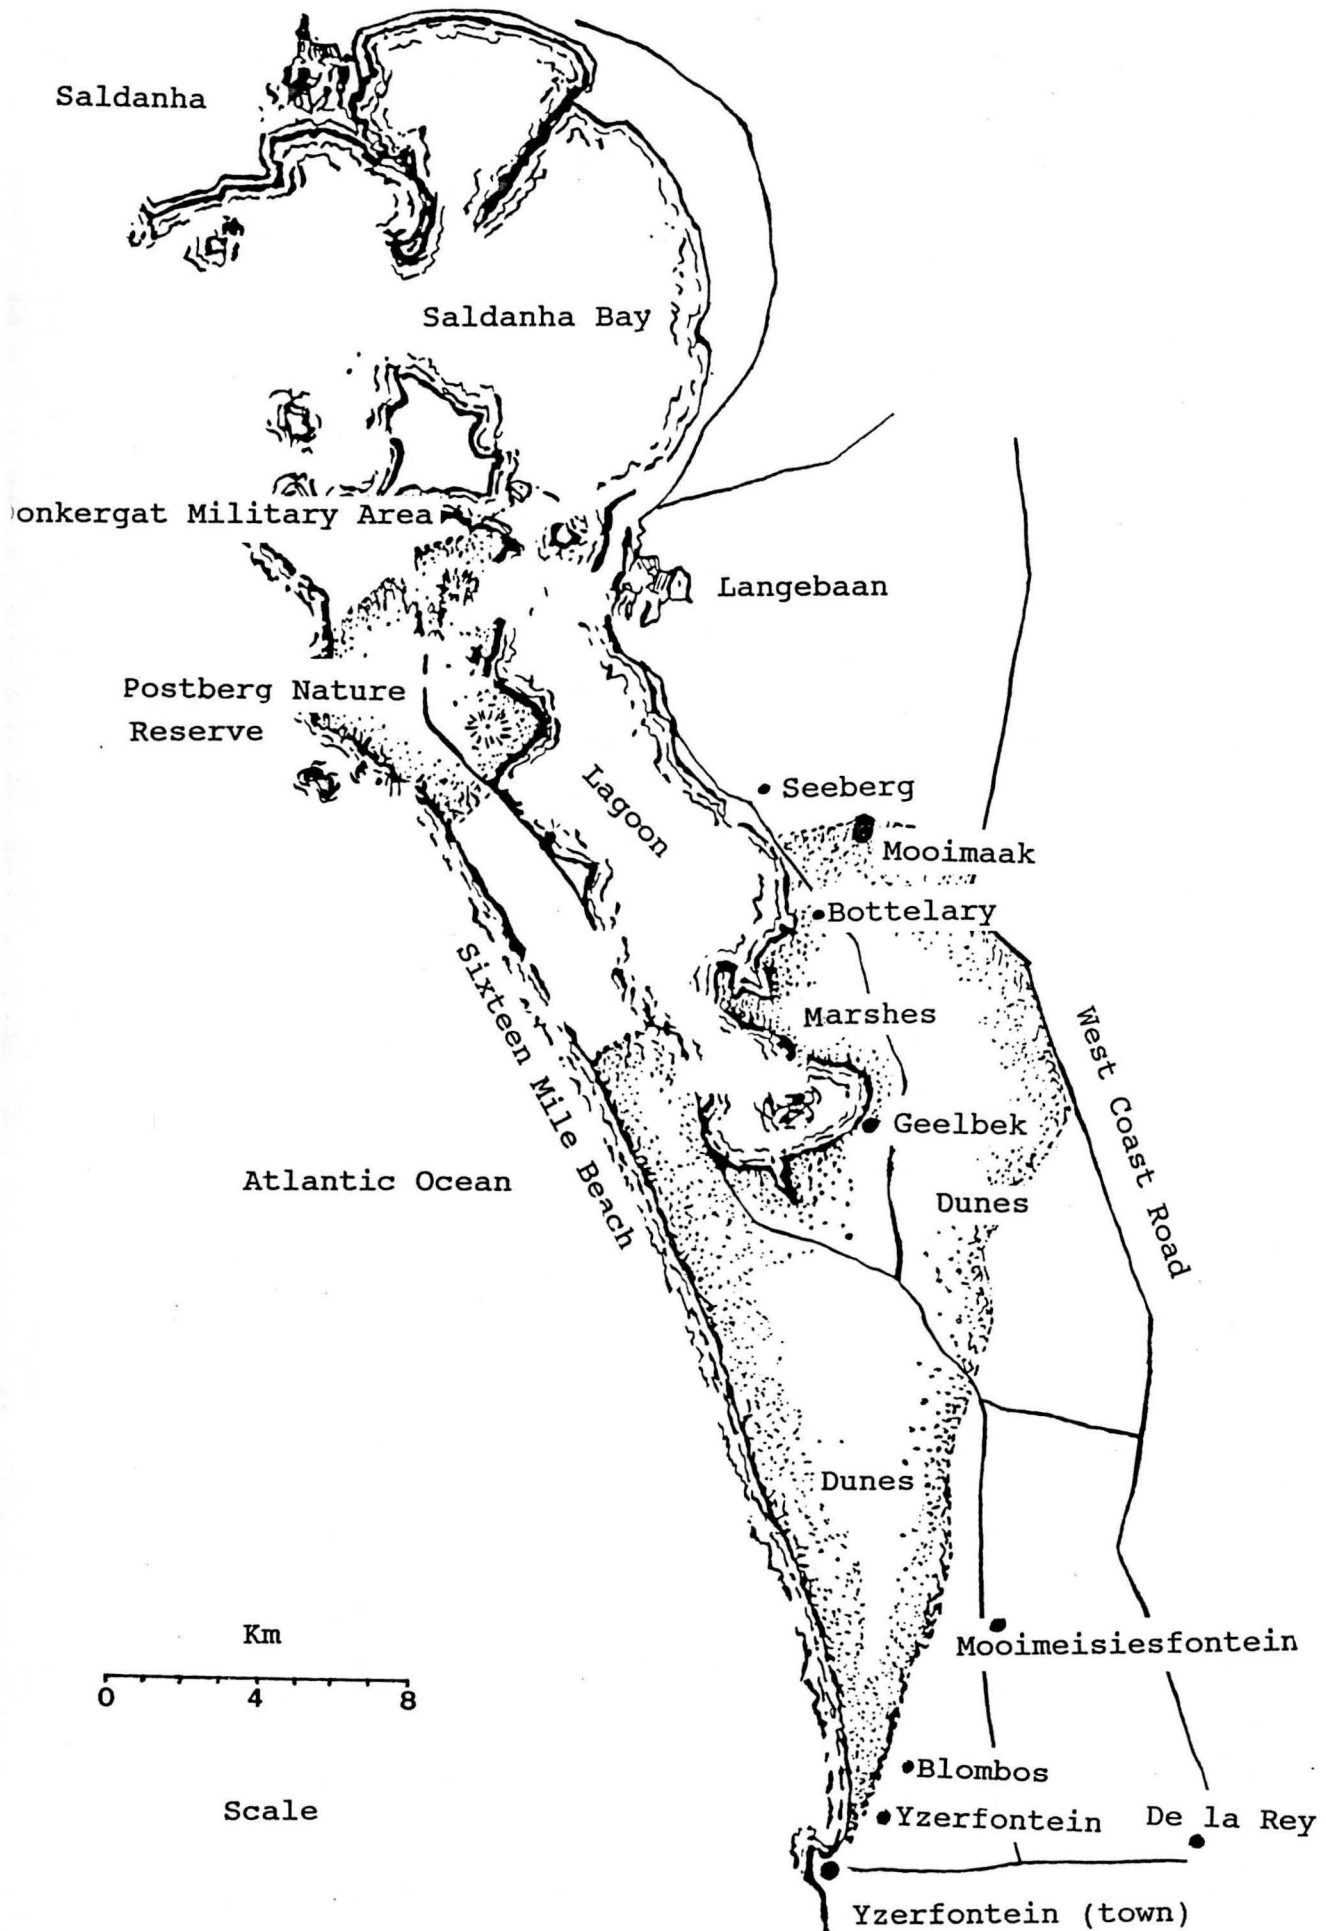 Saldanha
Saldanha Bay
onkergat Military Area
Langebaan
Postberg Nature
Reserve
Lagoon
Seeberg
Mooimaak
Bottelary
Sixteen Mile Beach
Marshes
West Coast Road
Geelbek
Atlantic Ocean
Dunes
Dunes
Km
Mooimeisiesfontein
0 4 8
Blombos
Scale
Yzerfontein
De la Rey
Yzerfontein (town)